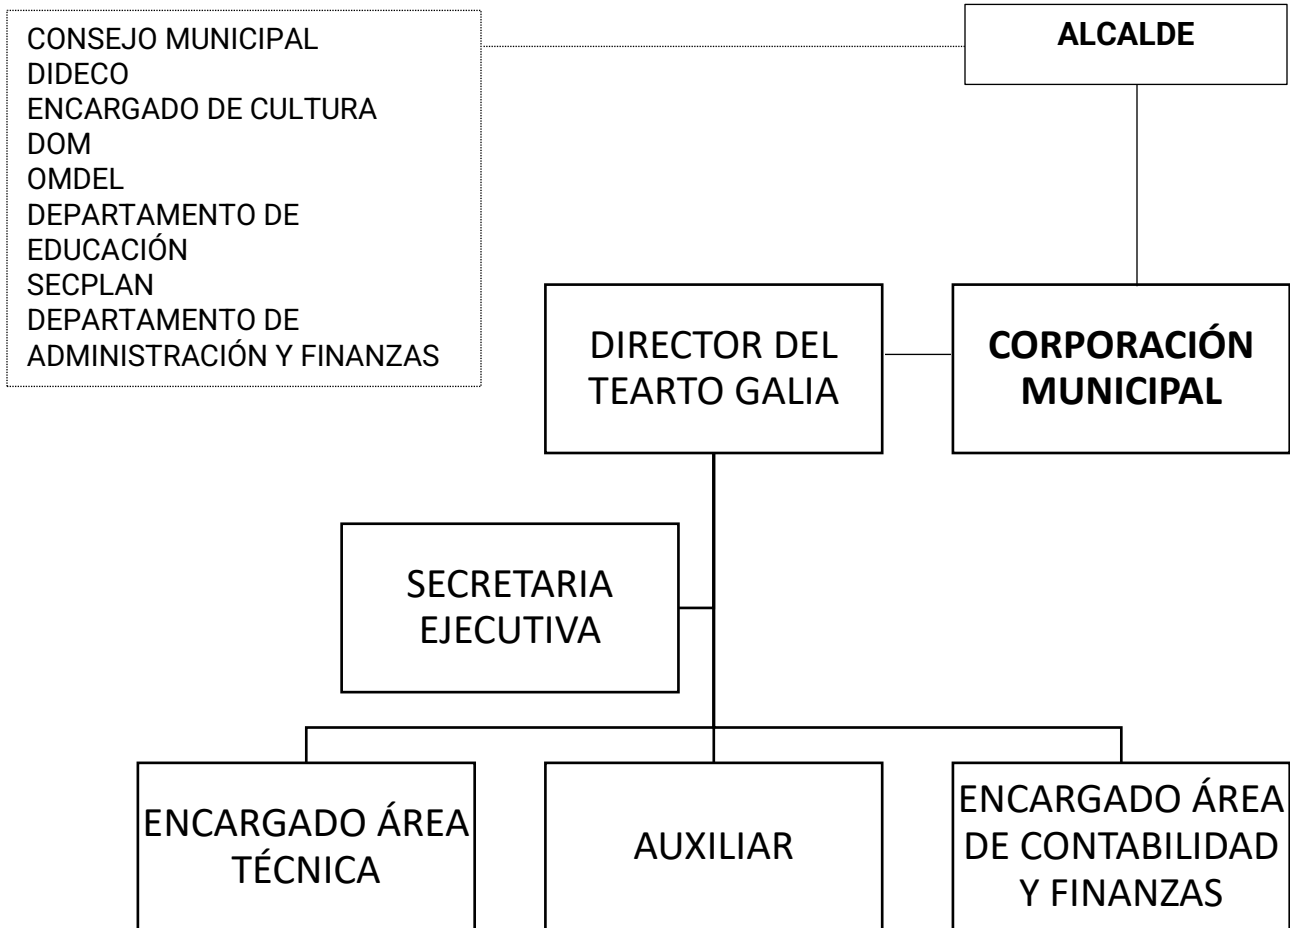 CONSEJO MUNICIPAL
DIDECO
ENCARGADO DE CULTURA
DOM
OMDEL
DEPARTAMENTO DE
EDUCACIÓN
SECPLAN
DEPARTAMENTO DE
ADMINISTRACIÓN Y FINANZAS
ALCALDE
DIRECTOR DEL
TEARTO GALIA
CORPORACIÓN
MUNICIPAL
SECRETARIA
EJECUTIVA
ENCARGADO ÁREA
TÉCNICA
AUXILIAR
ENCARGADO ÁREA
DE CONTABILIDAD
Y FINANZAS